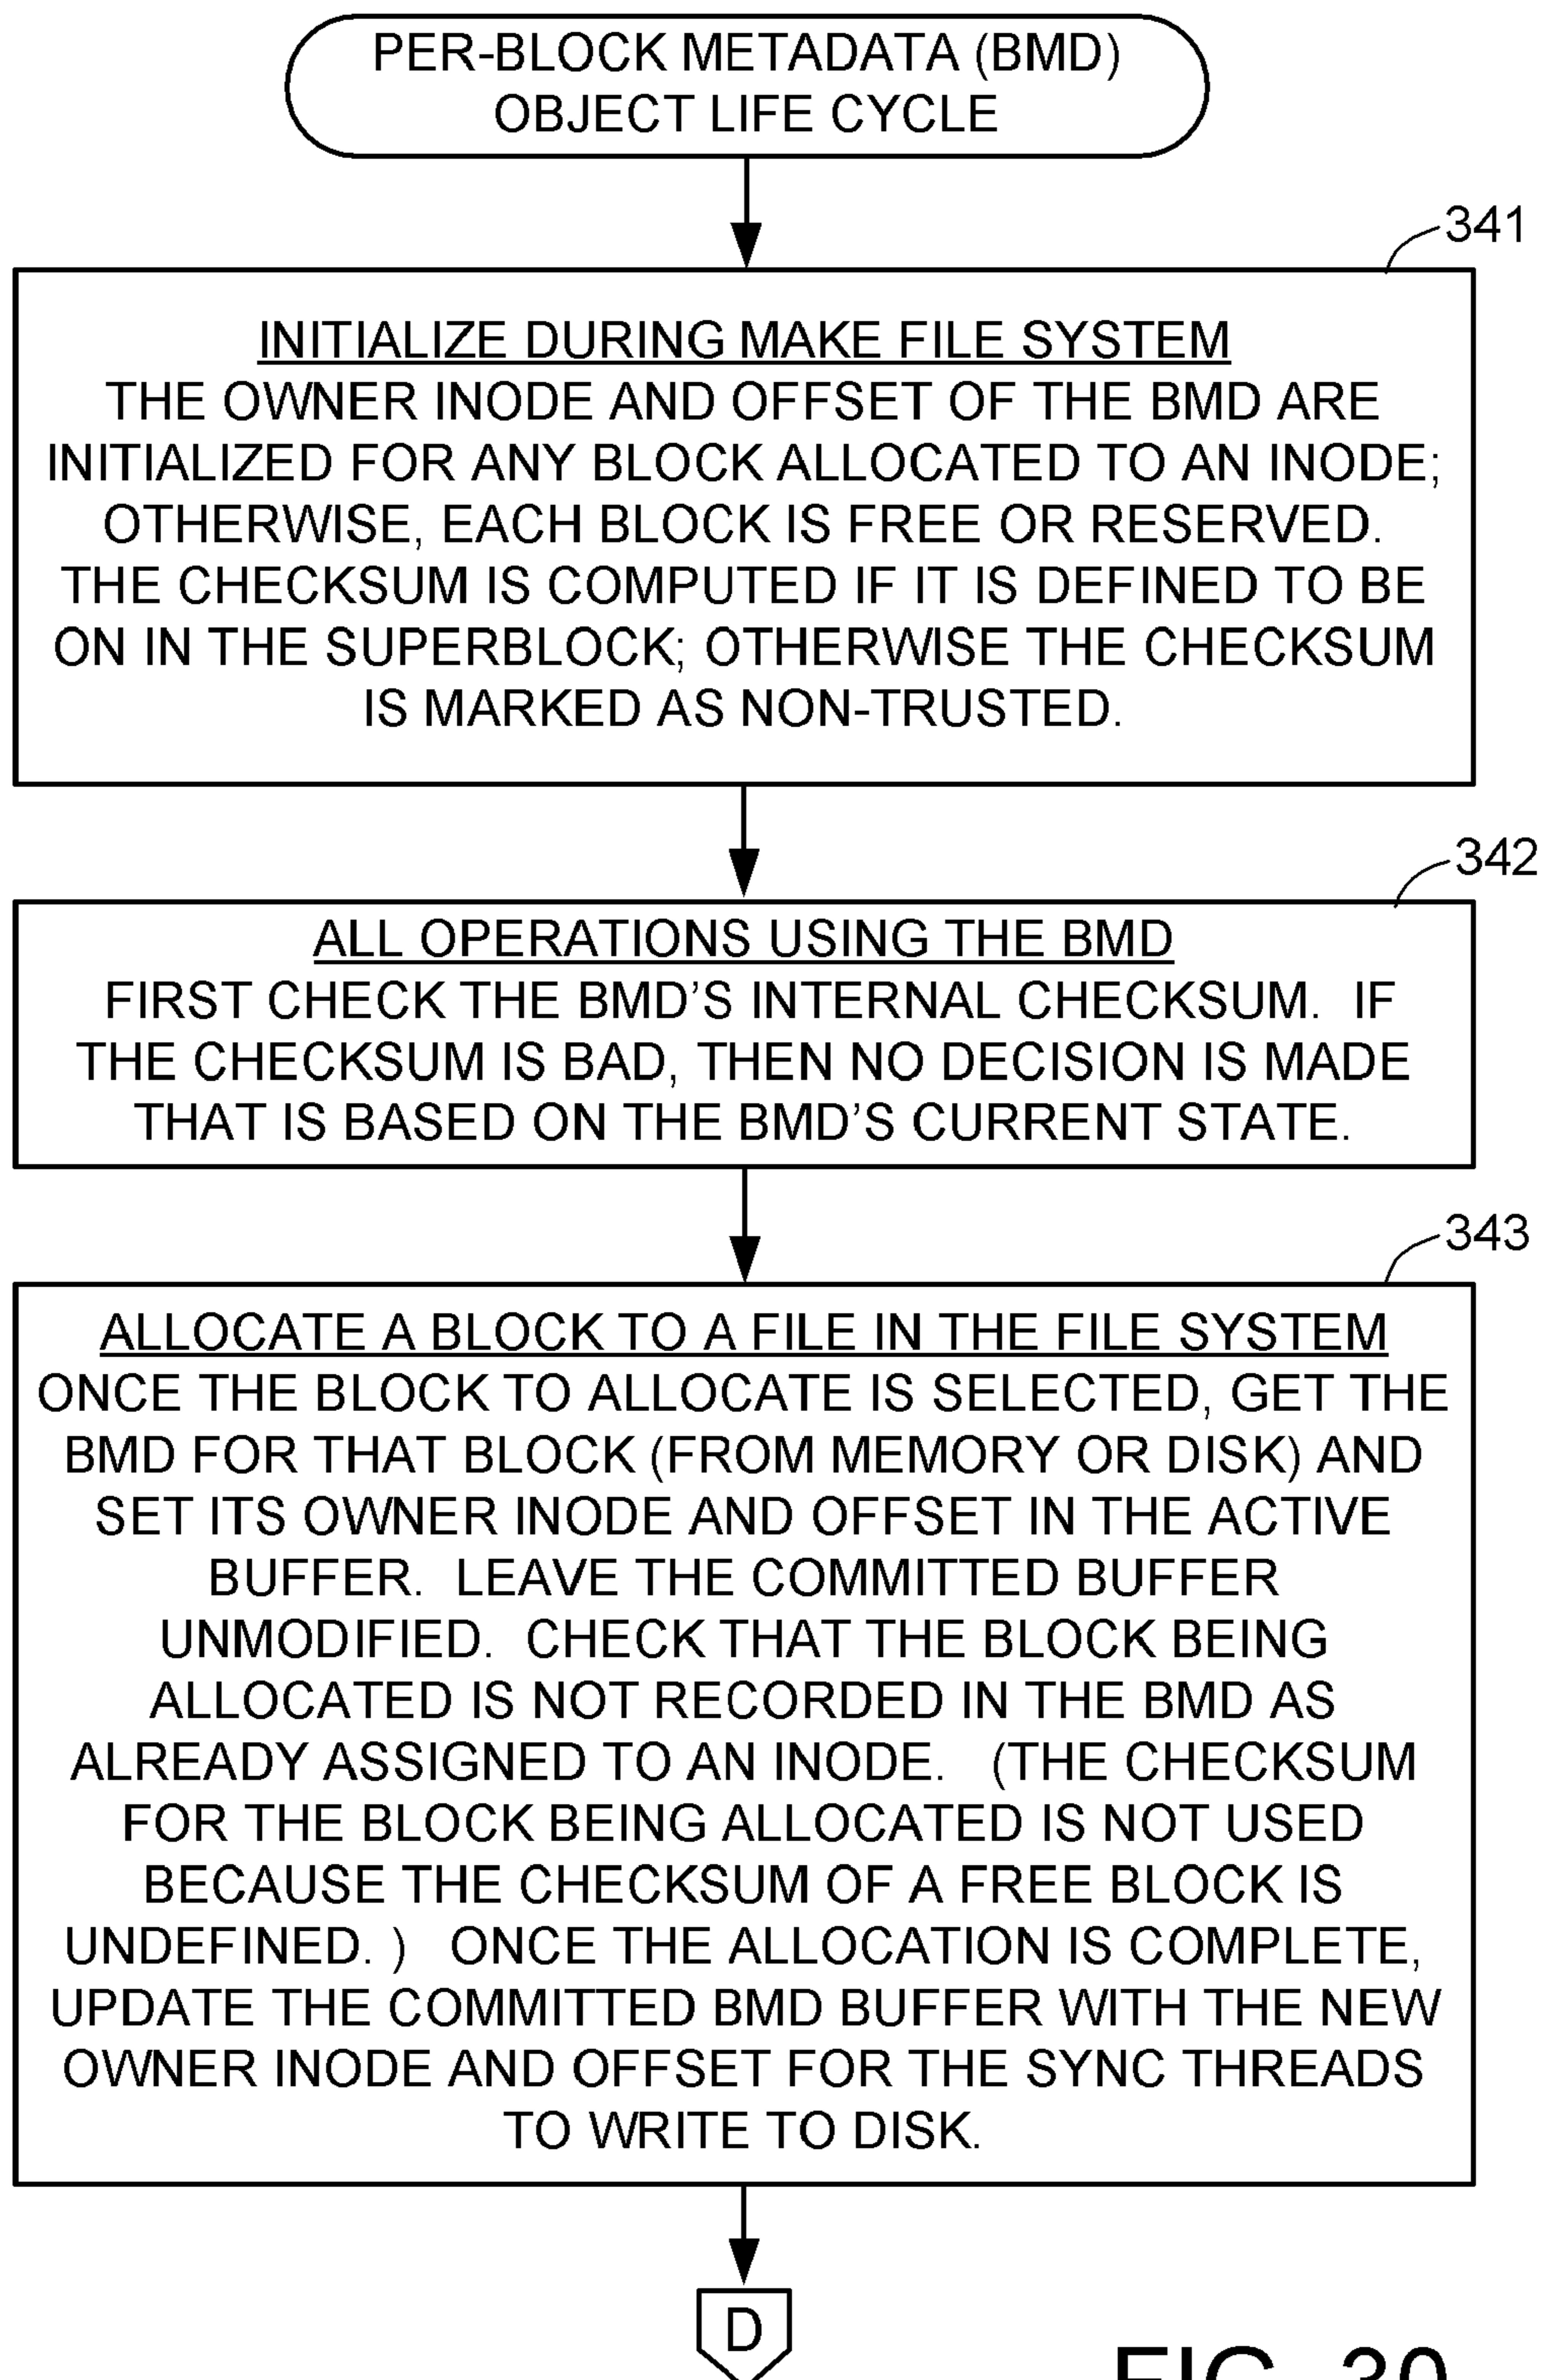 PER-BLOCK METADATA (BMD)
OBJECT LIFE CYCLE
341
INITIALIZE DURING MAKE FILE SYSTEM
THE OWNER INODE AND OFFSET OF THE BMD ARE
INITIALIZED FOR ANY BLOCK ALLOCATED TO AN INODE;
OTHERWISE, EACH BLOCK IS FREE OR RESERVED.
THE CHECKSUM IS COMPUTED IF IT IS DEFINED TO BE
ON IN THE SUPERBLOCK; OTHERWISE THE CHECKSUM
IS MARKED AS NON-TRUSTED.
342
ALL OPERATIONS USING THE BMD
FIRST CHECK THE BMD’S INTERNAL CHECKSUM. IF
THE CHECKSUM IS BAD, THEN NO DECISION IS MADE
THAT IS BASED ON THE BMD’S CURRENT STATE.
343
ALLOCATE A BLOCK TO A FILE IN THE FILE SYSTEM
ONCE THE BLOCK TO ALLOCATE IS SELECTED, GET THE
BMD FOR THAT BLOCK (FROM MEMORY OR DISK) AND
SET ITS OWNER INODE AND OFFSET IN THE ACTIVE
BUFFER. LEAVE THE COMMITTED BUFFER
UNMODIFIED. CHECK THAT THE BLOCK BEING
ALLOCATED IS NOT RECORDED IN THE BMD AS
ALREADY ASSIGNED TO AN INODE. (THE CHECKSUM
FOR THE BLOCK BEING ALLOCATED IS NOT USED
BECAUSE THE CHECKSUM OF A FREE BLOCK IS
UNDEFINED. ) ONCE THE ALLOCATION IS COMPLETE,
UPDATE THE COMMITTED BMD BUFFER WITH THE NEW
OWNER INODE AND OFFSET FOR THE SYNC THREADS
TO WRITE TO DISK.
D
FIG. 30